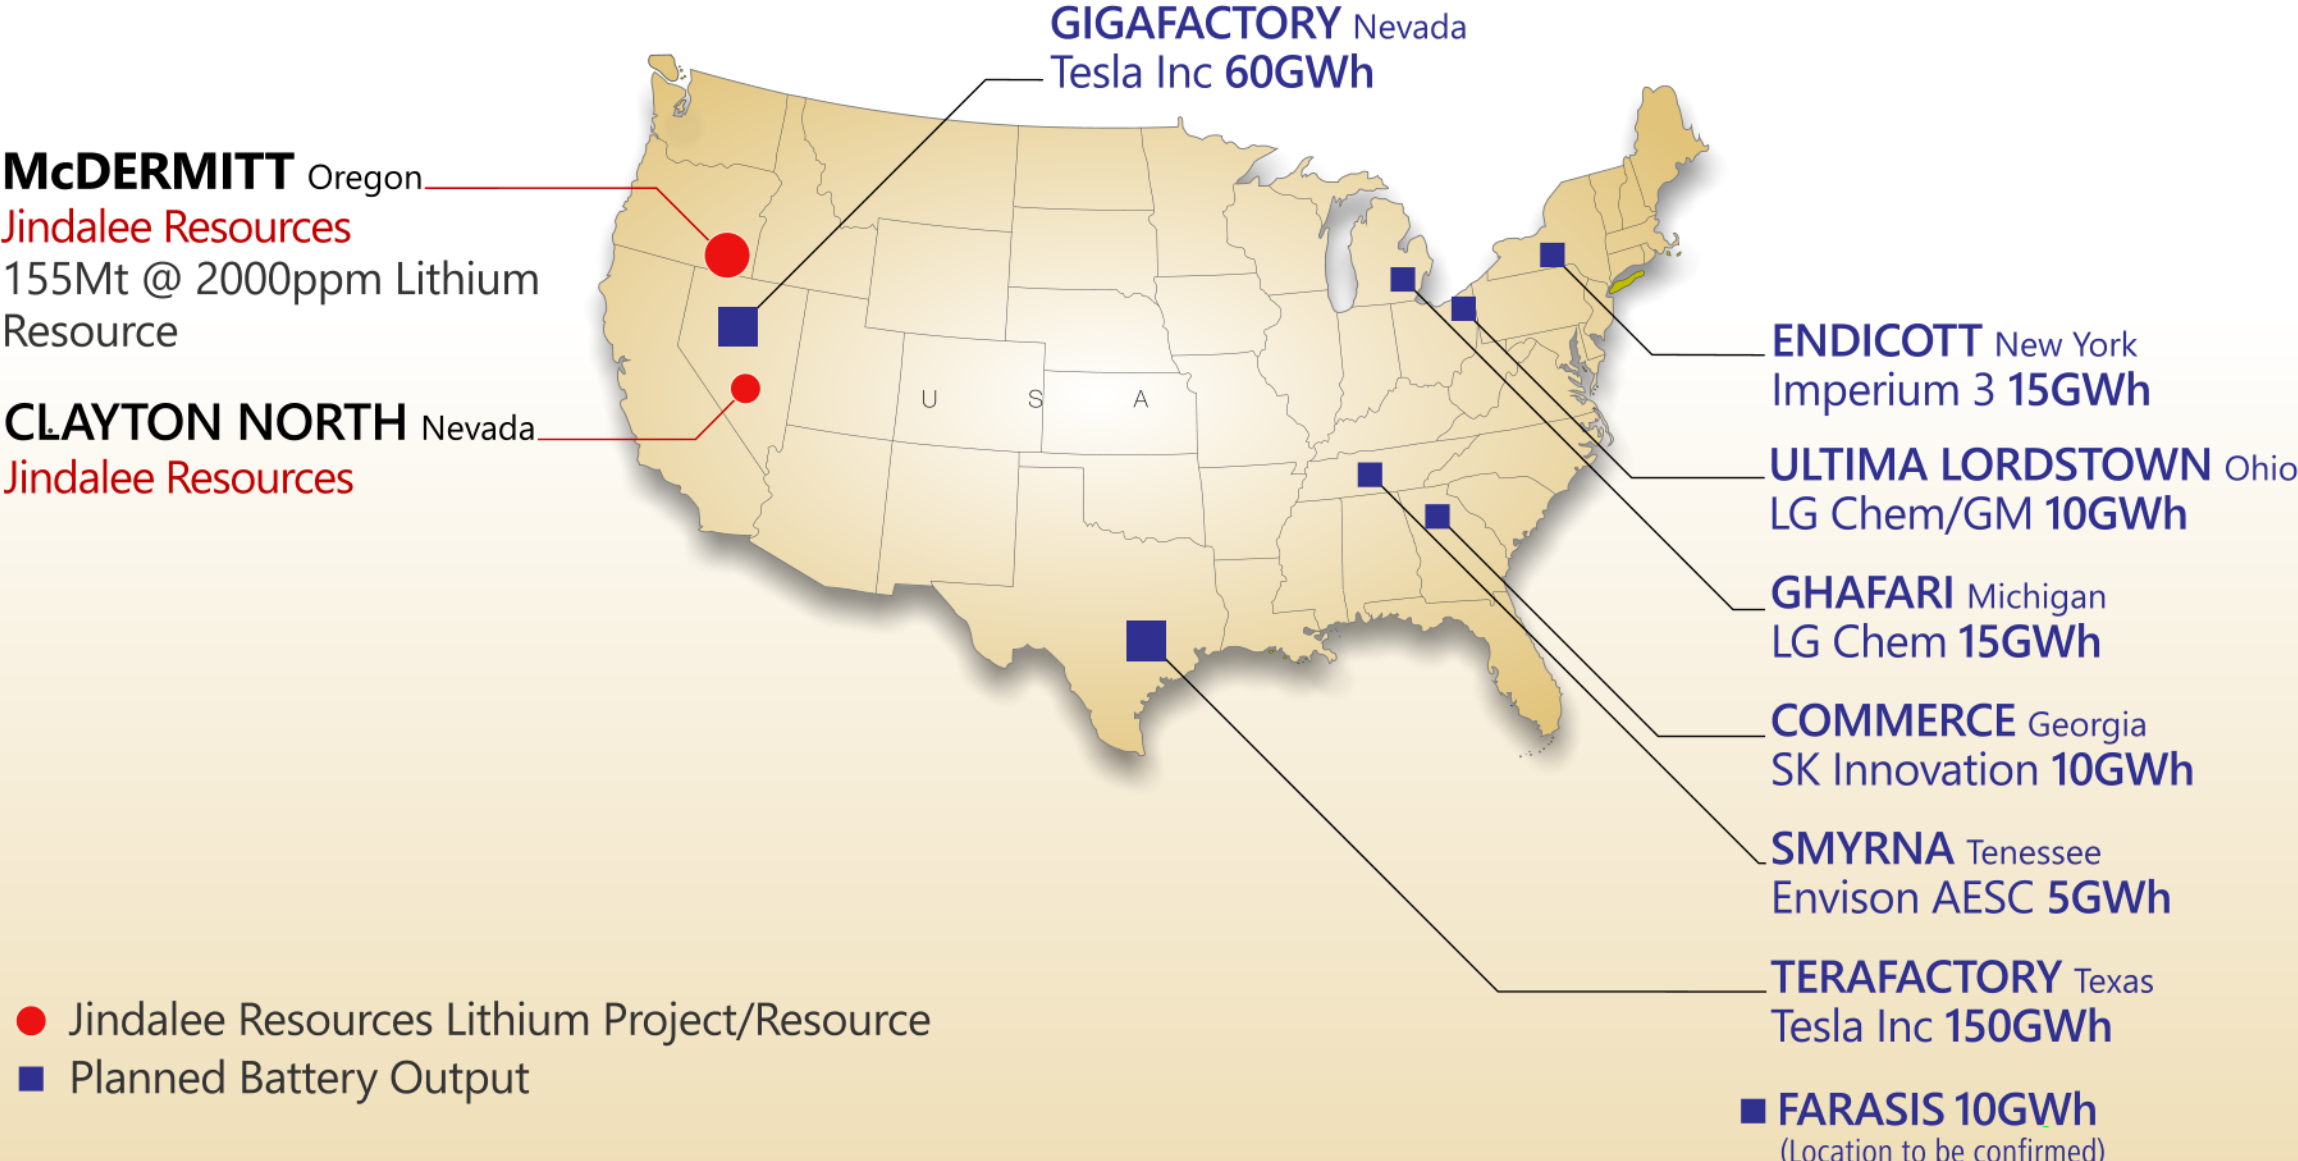 GIGAFACTORY Nevada
Tesla Inc 60GWh
McDERMITT Oregon
Jindalee Resources
155Mt @ 2000ppm Lithium
Resource
CLAYTON NORTH Nevada
Jindalee Resources
U S A
ENDICOTT New York
Imperium 3 15GWh
ULTIMA LORDSTOWN Ohio
LG Chem/GM 10GWh
GHAFARI Michigan
LG Chem 15GWh
COMMERCE Georgia
SK Innovation 10GWh
SMYRNA Tenessee
Envison AESC 5GWh
TERAFACTORY Texas
Tesla Inc 150GWh
FARASIS 10GWh
(Location to be confirmed)
Jindalee Resources Lithium Project/Resource
Planned Battery Output